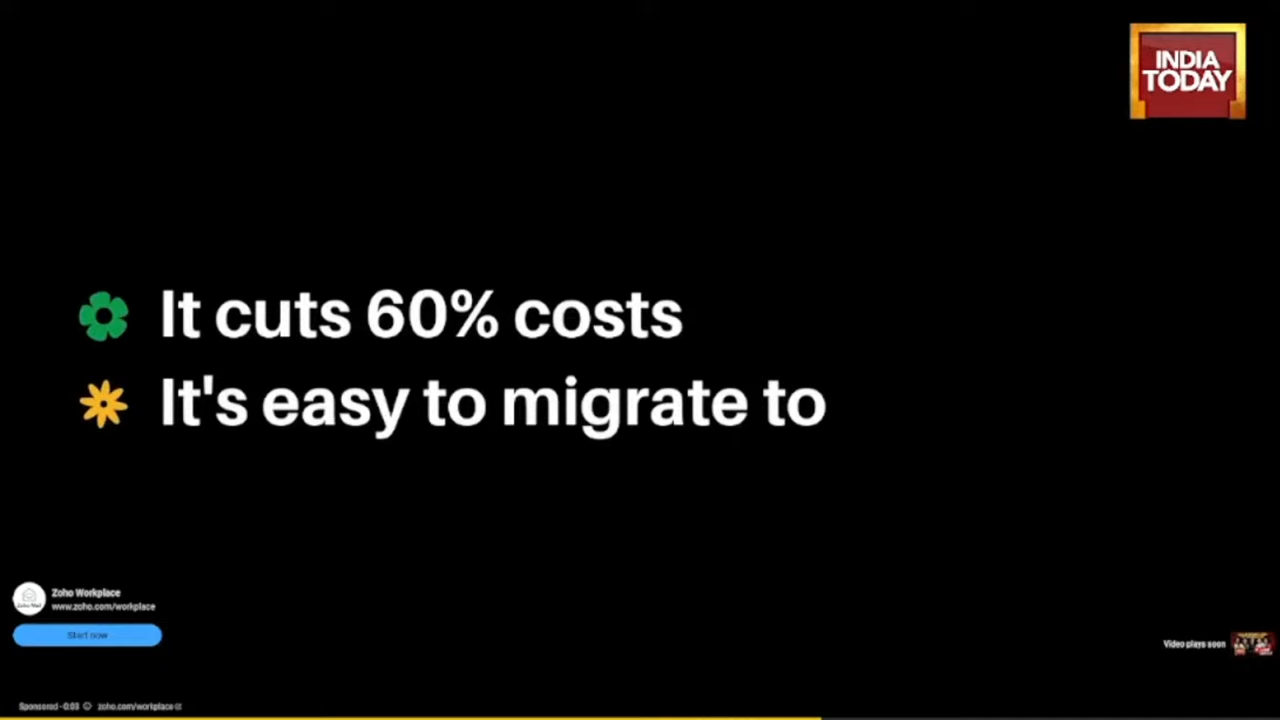 INDIA
TODAY
It cuts 60% costs
It's easy to migrate to
Zoho Workplace
www.zoho.com/workplace
Start now
Video plays soon
Sponsored · 0:03
zoho.com/workplace